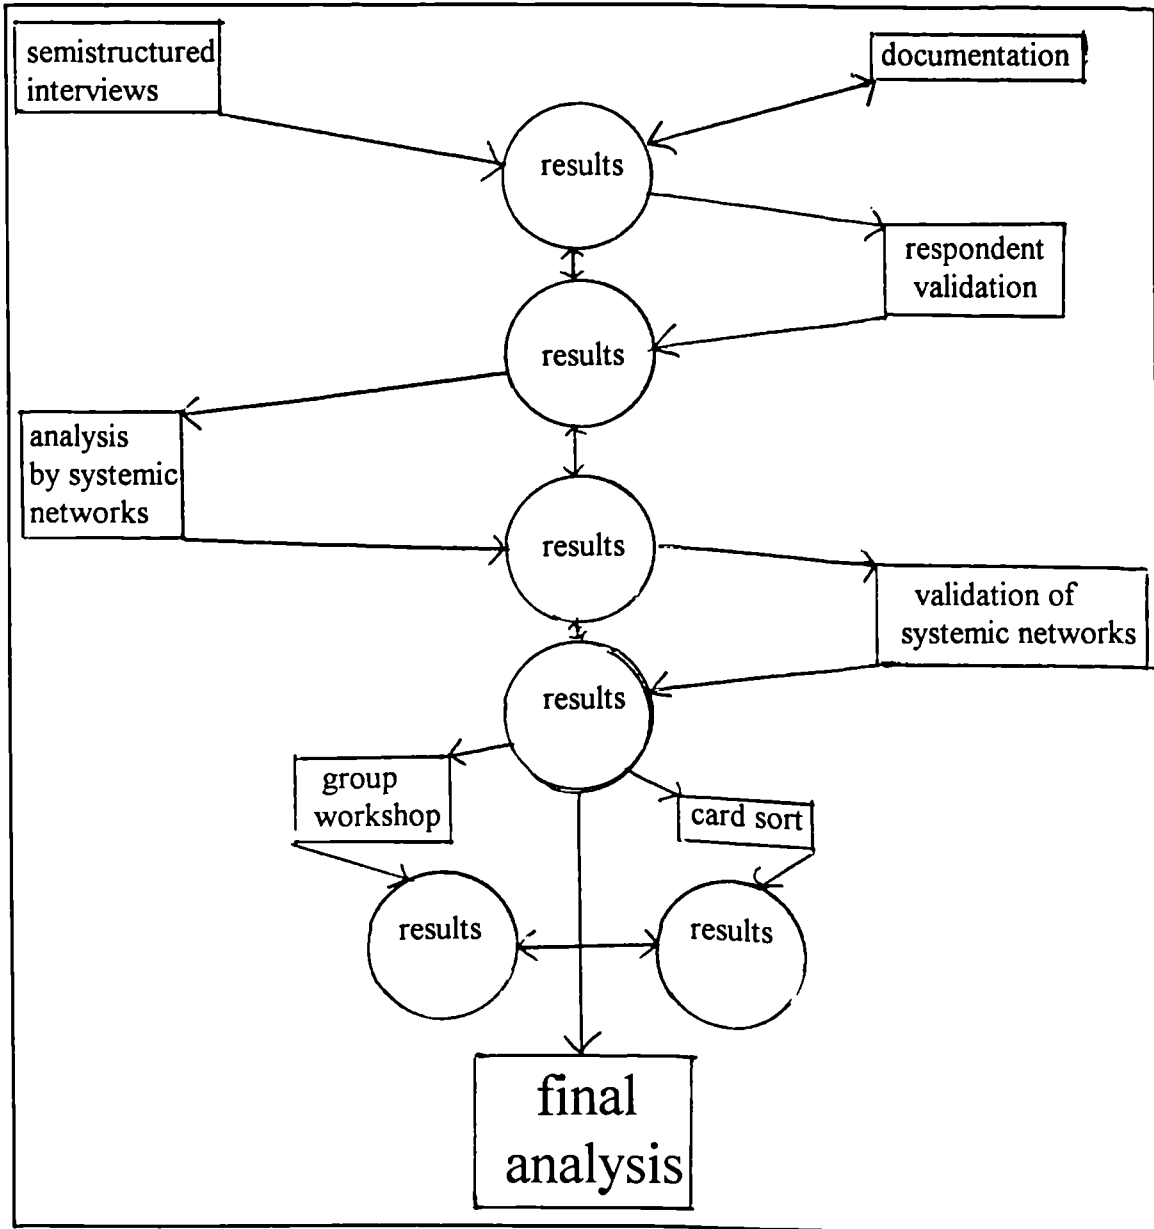 semistructured
interviews
documentation
results
respondent
validation
results
analysis
by systemic
networks
results
validation of
systemic networks
results
group
workshop
card sort
results
results
final
analysis